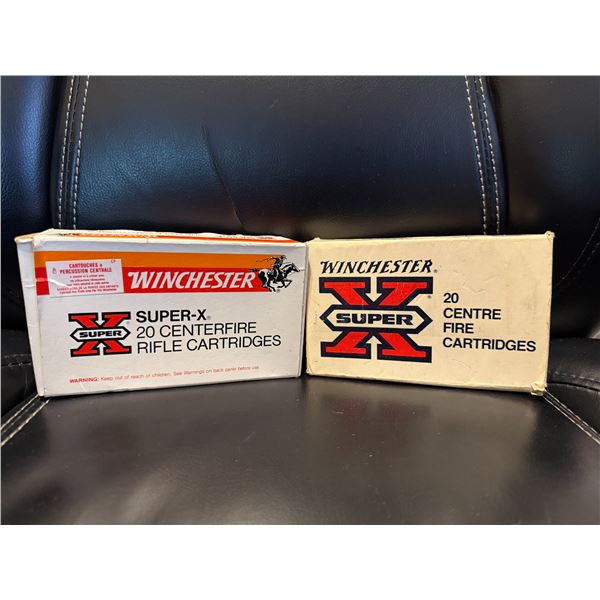 CARTOUCHES à
PERCUSSION CENTRALE
CP
WINCHESTER
X
SUPER
SUPER-X®
20 CENTERFIRE
RIFLE CARTRIDGES
WARNING: Keep out of reach of children. See Warnings on back panel before use.
WINCHESTER®
X
SUPER
20
CENTRE
FIRE
CARTRIDGES